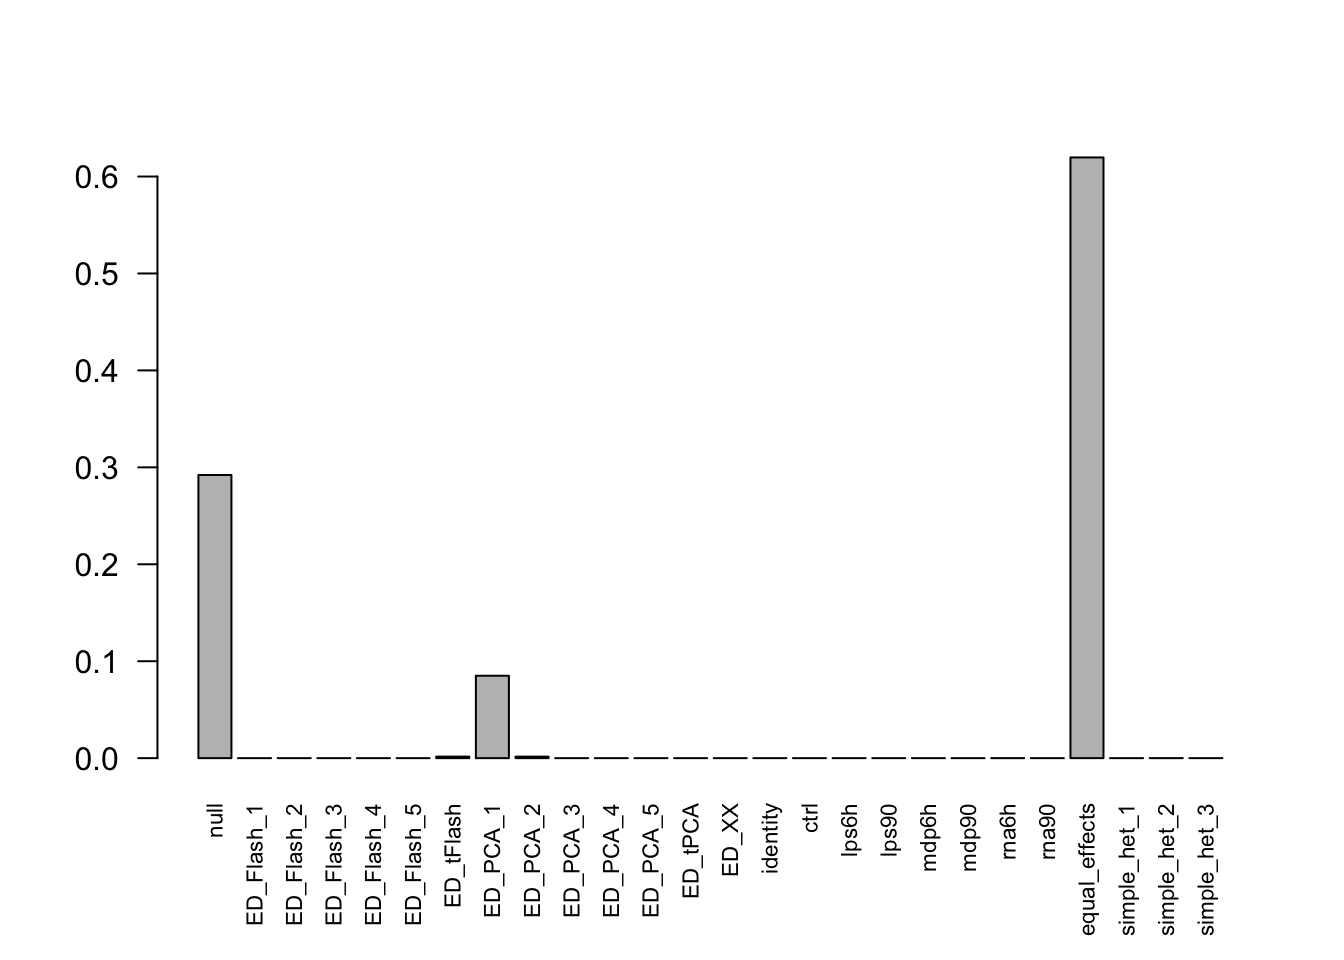 0.6
0.5
0.4
0.3
0.2
0.1
0.0
null
ED_Flash_1
ED_Flash_2
ED_Flash_3
ED_Flash_4
ED_Flash_5
ED_tFlash
ED_PCA_1
ED_PCA_2
ED_PCA_3
ED_PCA_4
ED_PCA_5
ED_tPCA
ED_XX
identity
ctrl
lps6h
lps90
mdp6h
mdp90
rna6h
rna90
equal_effects
simple_het_1
simple_het_2
simple_het_3